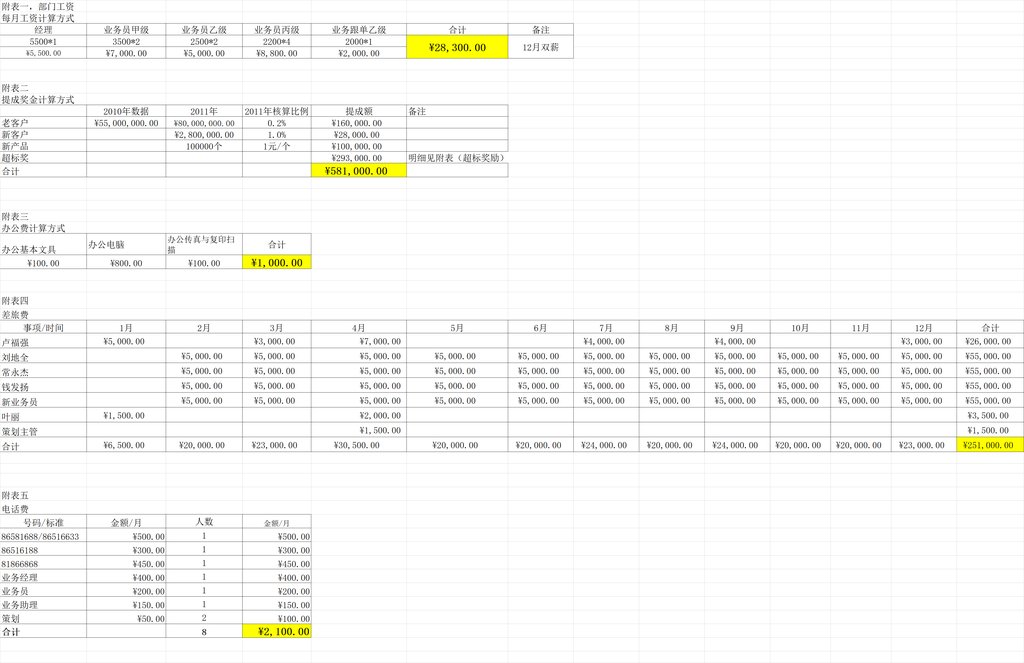 附表一，部门工资
每月工资计算方式
经理 业务员甲级 业务员乙级 业务员丙级 业务跟单乙级 合计 备注
5500*1 3500*2 2500*2 2200*4 2000*1 ¥28,300.00 12月双薪
¥5,500.00 ¥7,000.00 ¥5,000.00 ¥8,800.00 ¥2,000.00
附表二
提成奖金计算方式
2010年数据 2011年 2011年核算比例 提成额 备注
老客户 ¥55,000,000.00 ¥80,000,000.00 0.2% ¥160,000.00
新客户 ¥2,800,000.00 1.0% ¥28,000.00
新产品 100000个 1元/个 ¥100,000.00
超标奖 ¥293,000.00 明细见附表（超标奖励）
合计 ¥581,000.00
附表三
办公费计算方式
办公基本文具 办公电脑 办公传真与复印扫描 合计
¥100.00 ¥800.00 ¥100.00 ¥1,000.00
附表四
差旅费
事项/时间 1月 2月 3月 4月 5月 6月 7月 8月 9月 10月 11月 12月 合计
卢福强 ¥5,000.00 ¥3,000.00 ¥7,000.00 ¥4,000.00 ¥4,000.00 ¥3,000.00 ¥26,000.00
刘地全 ¥5,000.00 ¥5,000.00 ¥5,000.00 ¥5,000.00 ¥5,000.00 ¥5,000.00 ¥5,000.00 ¥5,000.00 ¥5,000.00 ¥5,000.00 ¥5,000.00 ¥55,000.00
常永杰 ¥5,000.00 ¥5,000.00 ¥5,000.00 ¥5,000.00 ¥5,000.00 ¥5,000.00 ¥5,000.00 ¥5,000.00 ¥5,000.00 ¥5,000.00 ¥5,000.00 ¥55,000.00
钱发扬 ¥5,000.00 ¥5,000.00 ¥5,000.00 ¥5,000.00 ¥5,000.00 ¥5,000.00 ¥5,000.00 ¥5,000.00 ¥5,000.00 ¥5,000.00 ¥5,000.00 ¥55,000.00
新业务员 ¥5,000.00 ¥5,000.00 ¥5,000.00 ¥5,000.00 ¥5,000.00 ¥5,000.00 ¥5,000.00 ¥5,000.00 ¥5,000.00 ¥5,000.00 ¥5,000.00 ¥55,000.00
叶丽 ¥1,500.00 ¥2,000.00 ¥3,500.00
策划主管 ¥1,500.00 ¥1,500.00
合计 ¥6,500.00 ¥20,000.00 ¥23,000.00 ¥30,500.00 ¥20,000.00 ¥20,000.00 ¥24,000.00 ¥20,000.00 ¥24,000.00 ¥20,000.00 ¥20,000.00 ¥23,000.00 ¥251,000.00
附表五
电话费
号码/标准 金额/月 人数 金额/月
86581688/86516633 ¥500.00 1 ¥500.00
86516188 ¥300.00 1 ¥300.00
81866868 ¥450.00 1 ¥450.00
业务经理 ¥400.00 1 ¥400.00
业务员 ¥200.00 1 ¥200.00
业务助理 ¥150.00 1 ¥150.00
策划 ¥50.00 2 ¥100.00
合计 8 ¥2,100.00